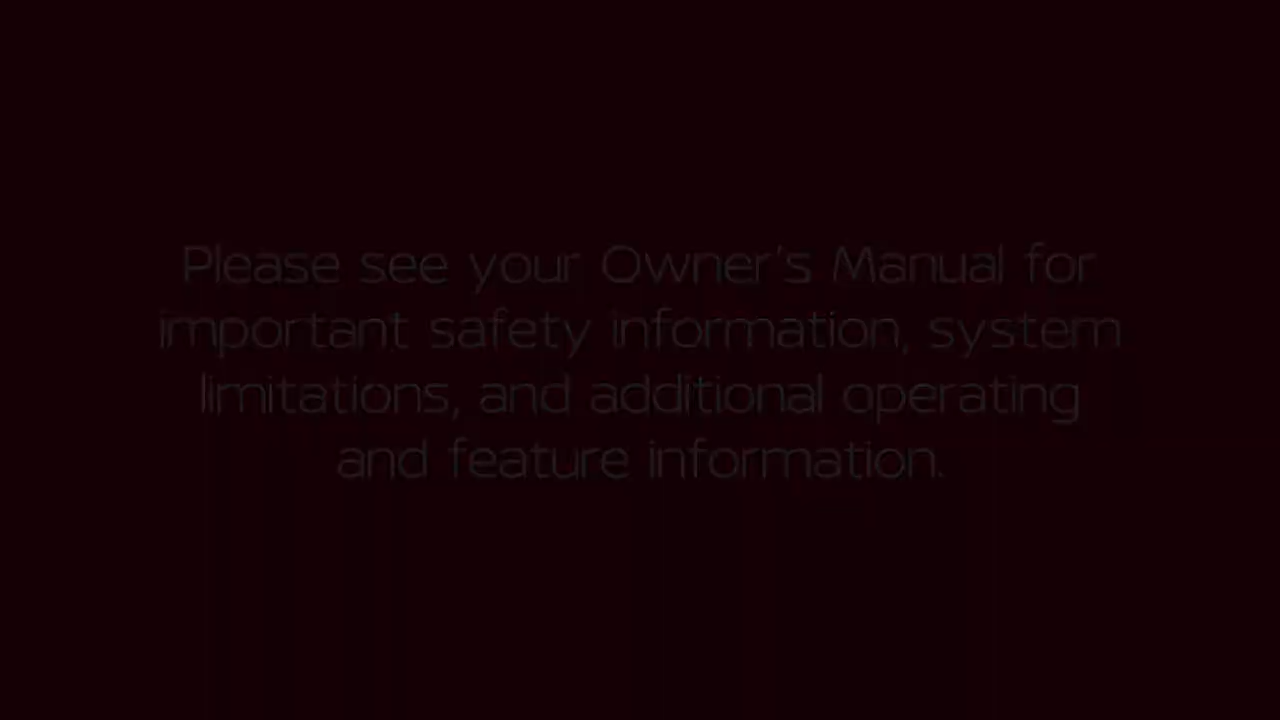 Please see your Owner's Manual for
important safety information, system
limitations, and additional operating
and feature information.